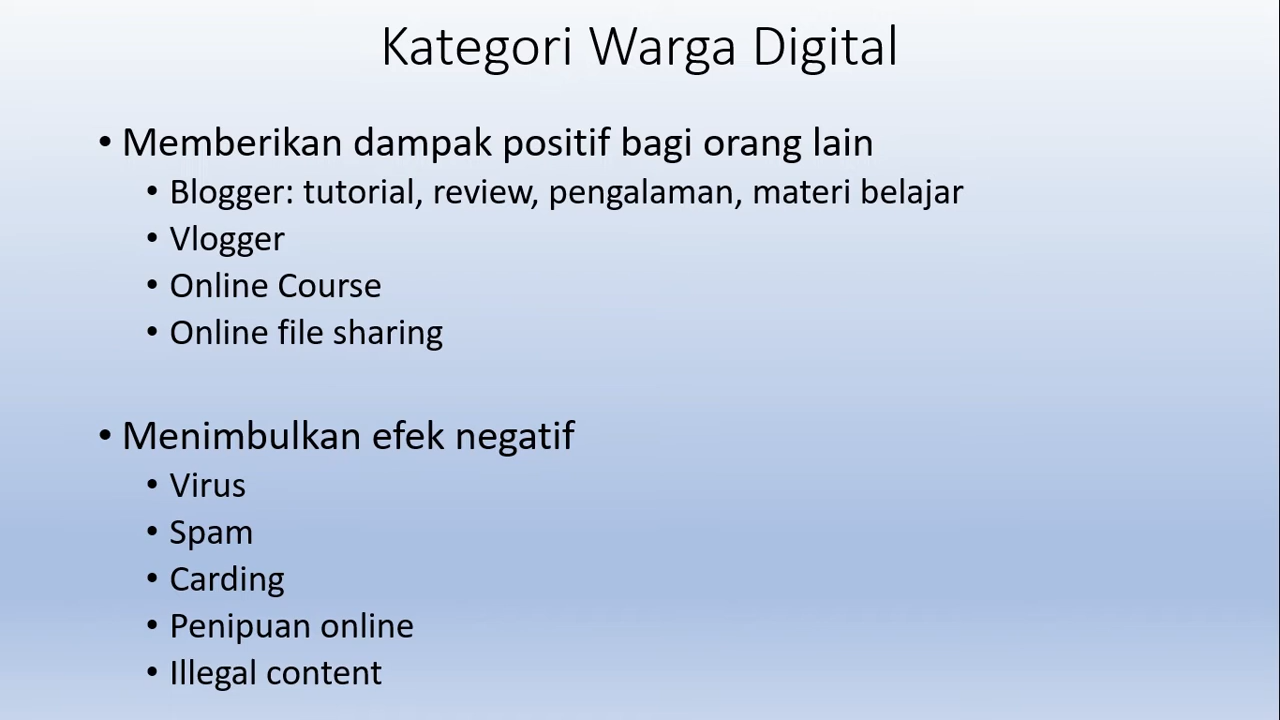 Kategori Warga Digital
• Memberikan dampak positif bagi orang lain
• Blogger: tutorial, review, pengalaman, materi belajar
• Vlogger
• Online Course
• Online file sharing
• Menimbulkan efek negatif
• Virus
• Spam
• Carding
• Penipuan online
• Illegal content